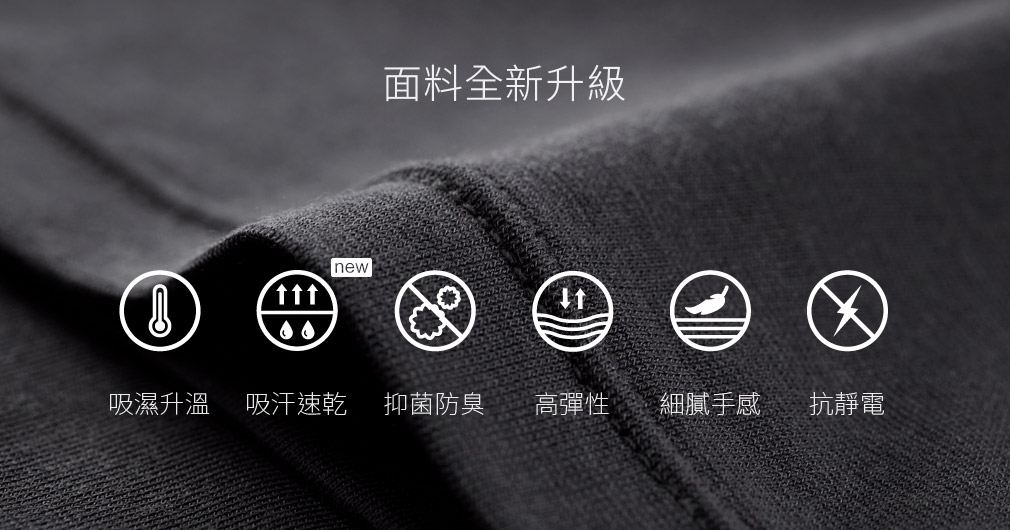 面料全新升級
new
吸濕升溫
吸汗速乾
抑菌防臭
高彈性
細膩手感
抗靜電